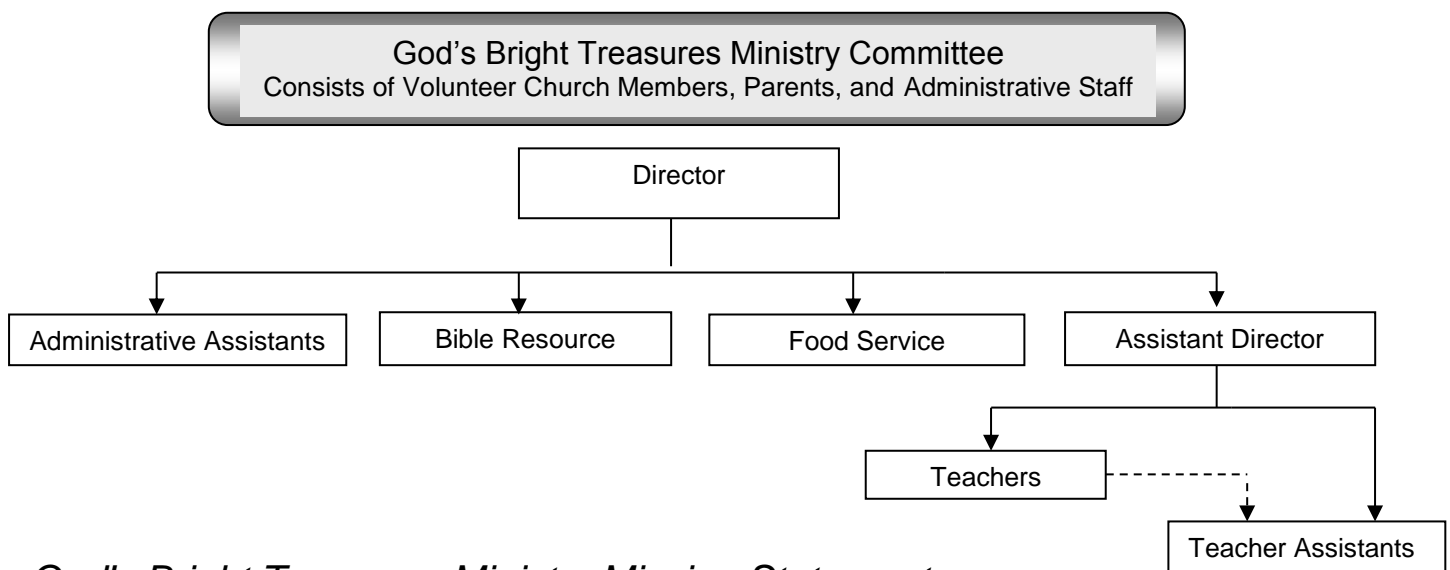 God’s Bright Treasures Ministry Committee
Consists of Volunteer Church Members, Parents, and Administrative Staff
Director
Administrative Assistants
Bible Resource
Food Service
Assistant Director
Teachers
Teacher Assistants